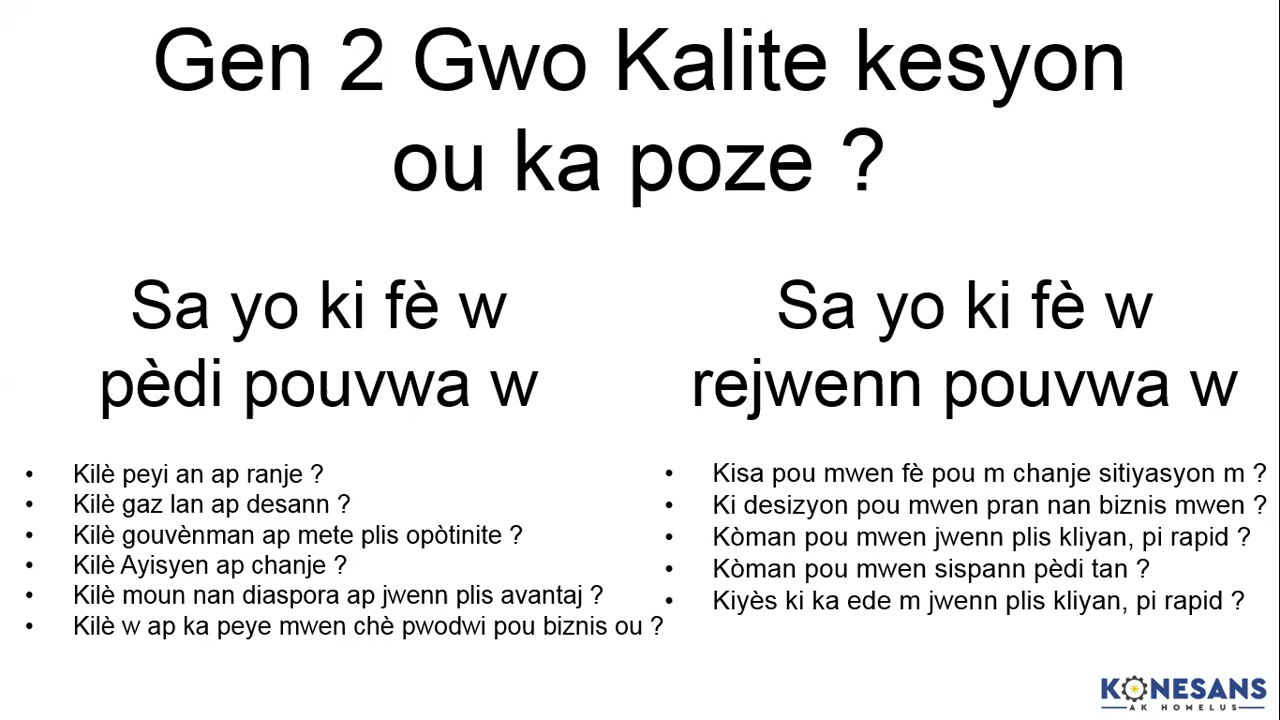 Gen 2 Gwo Kalite kesyon
ou ka poze ?
Sa yo ki fè w
pèdi pouvwa w
• Kilè peyi an ap ranje ?
• Kilè gaz lan ap desann ?
• Kilè gouvènman ap mete plis opòtinite ?
• Kilè Ayisyen ap chanje ?
• Kilè moun nan diaspora ap jwenn plis avantaj ?
• Kilè w ap ka peye mwen chè pwodwi pou biznis ou ?
Sa yo ki fè w
rejwenn pouvwa w
• Kisa pou mwen fè pou m chanje sitiyasyon m ?
• Ki desizyon pou mwen pran nan biznis mwen ?
• Kòman pou mwen jwenn plis kliyan, pi rapid ?
• Kòman pou mwen sispann pèdi tan ?
• Kiyès ki ka ede m jwenn plis kliyan, pi rapid ?
KONESANS
AK HOMELUS